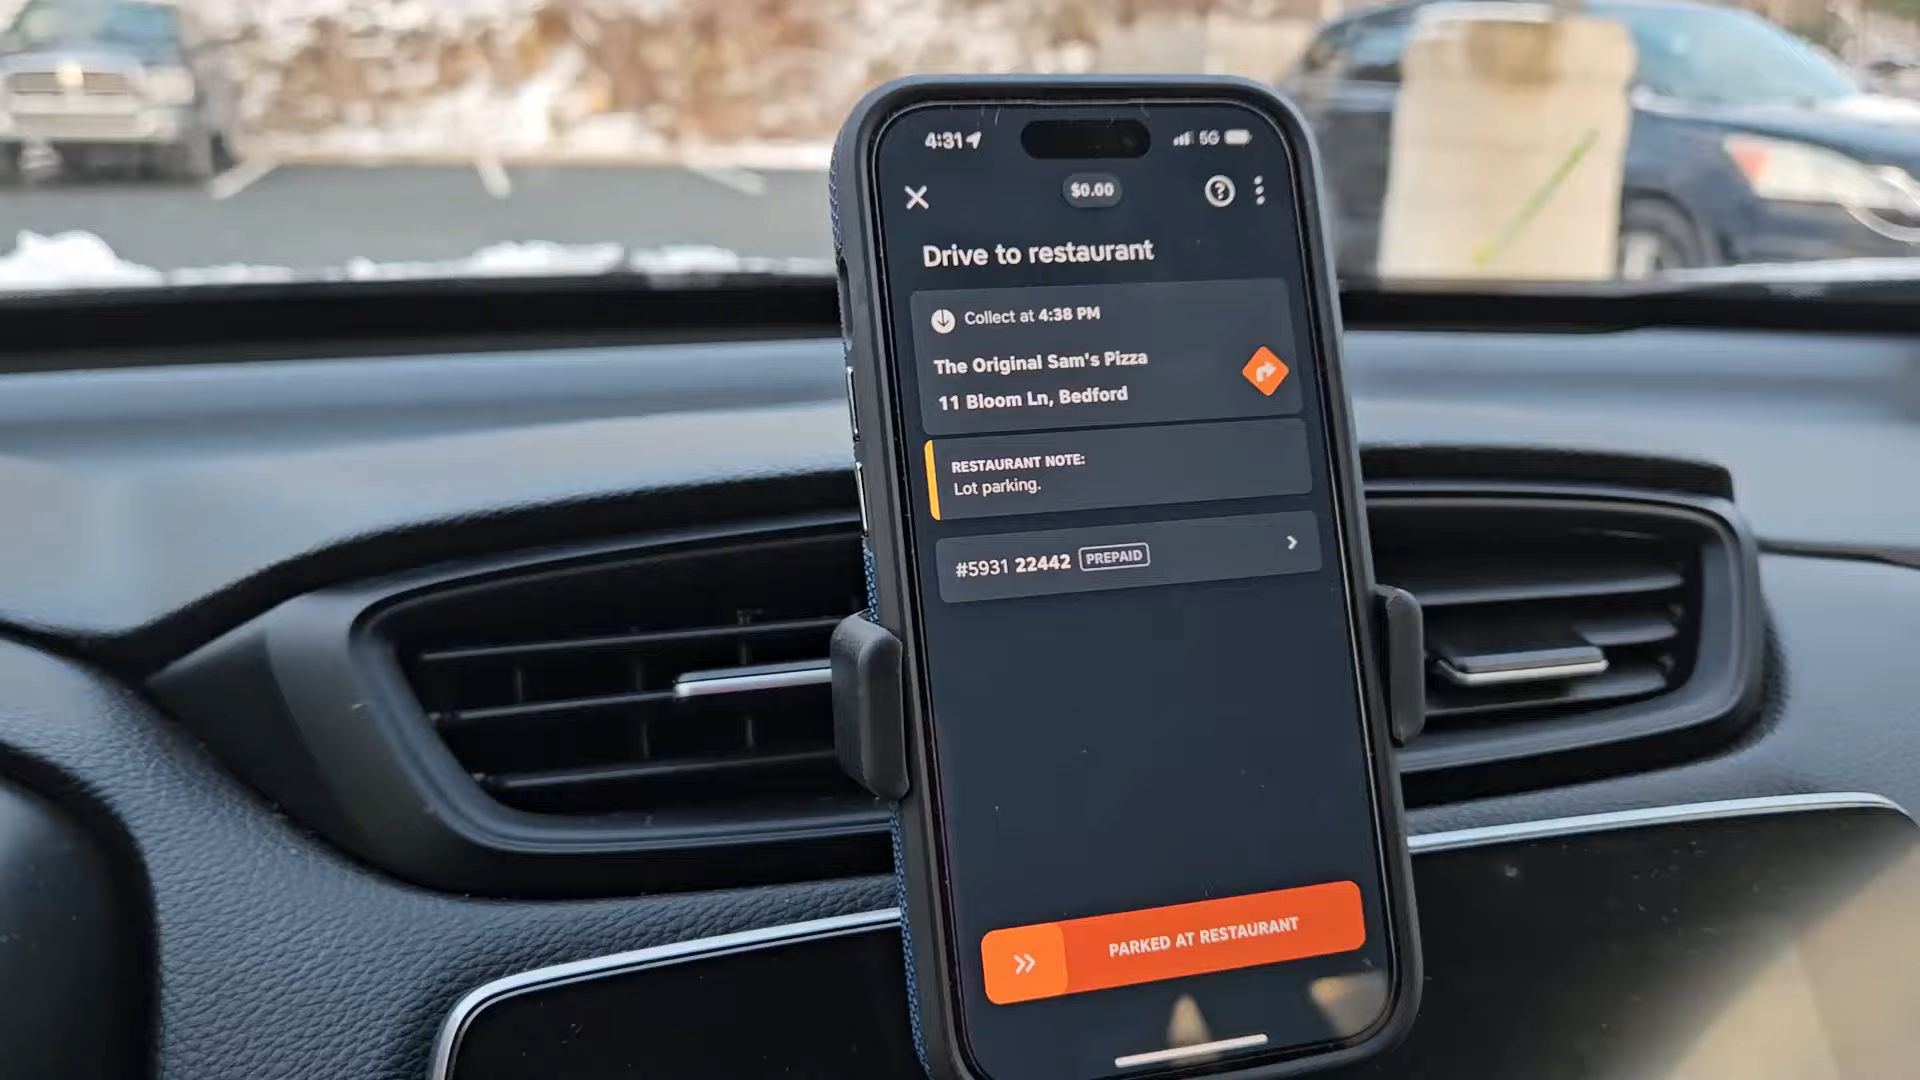 4:31
5G
$0.00
Drive to restaurant
Collect at 4:38 PM
The Original Sam's Pizza
11 Bloom Ln, Bedford
RESTAURANT NOTE:
Lot parking.
#5931 22442 PREPAID
PARKED AT RESTAURANT